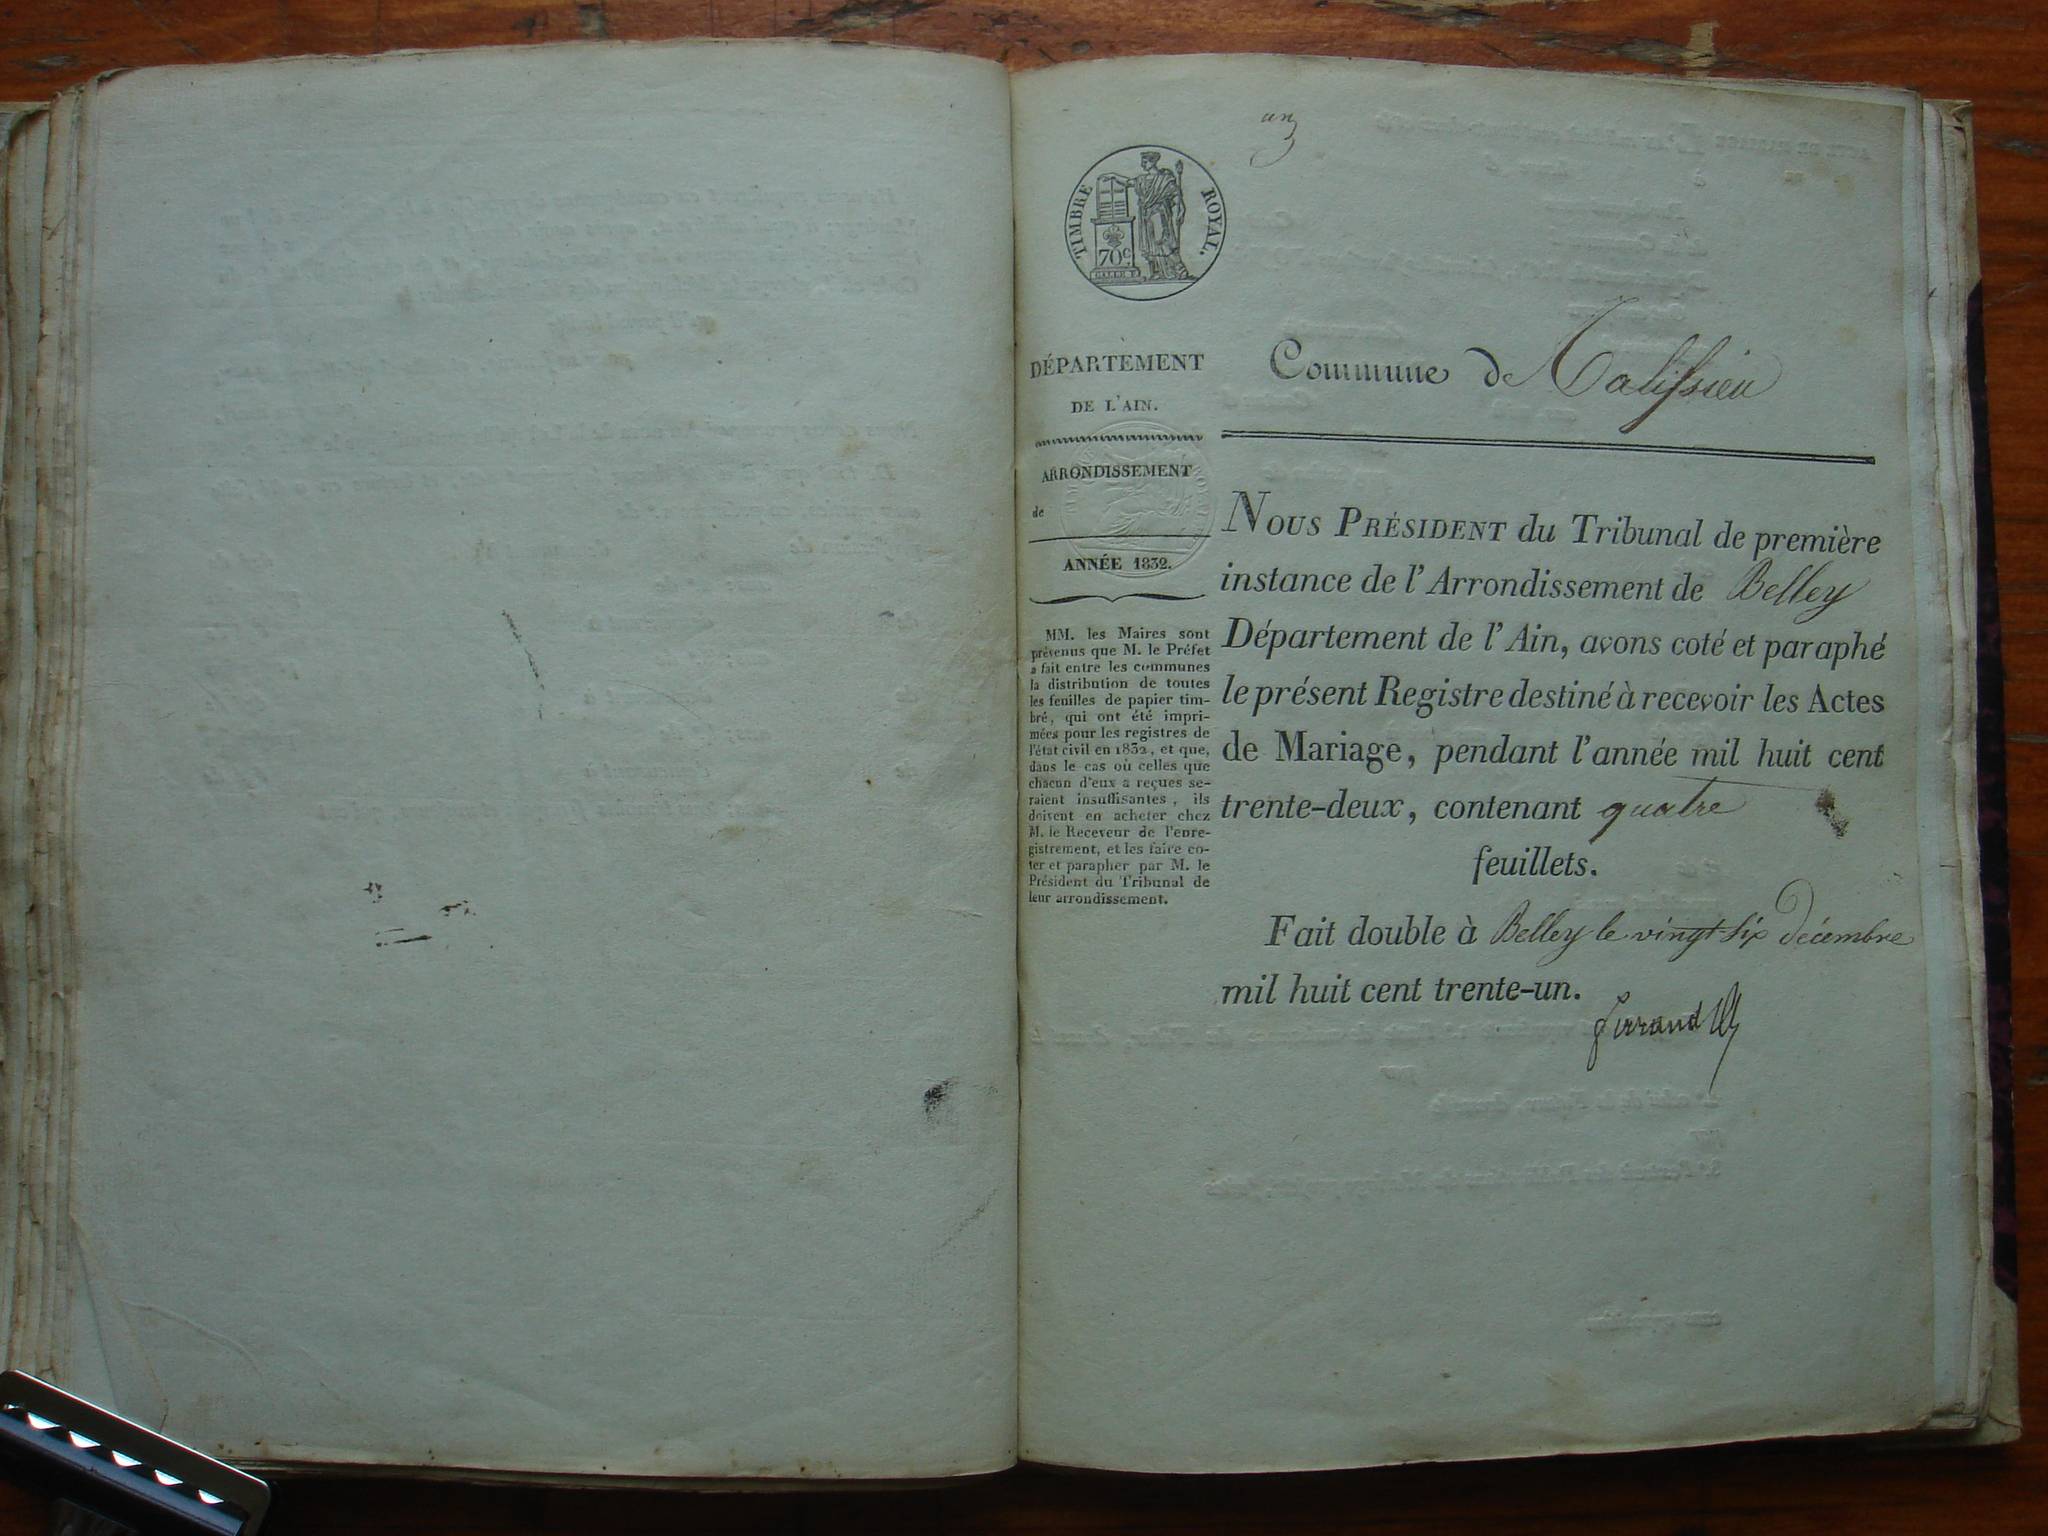 un
TIMBRE ROYAL.
70c
DÉPARTEMENT
DE L'AIN.
ARRONDISSEMENT
de
ANNÉE 1832.
MM. les Maires sont
prévenus que M. le Préfet
a fait entre les communes
la distribution de toutes
les feuilles de papier tim-
bré, qui ont été impri-
mées pour les registres de
l'état civil en 1832, et que,
dans le cas où celles que
chacun d'eux a reçues se-
raient insuffisantes, ils
doivent en acheter chez
M. le Receveur de l'enre-
gistrement, et les faire co-
ter et parapher par M. le
Président du Tribunal de
leur arrondissement.
Commune de Talissieu
NOUS PRÉSIDENT du Tribunal de première
instance de l'Arrondissement de Belley
Département de l'Ain, avons coté et paraphé
le présent Registre destiné à recevoir les Actes
de Mariage, pendant l'année mil huit cent
trente-deux, contenant quatre
feuillets.
Fait double à Belley le vingt-six décembre
mil huit cent trente-un.